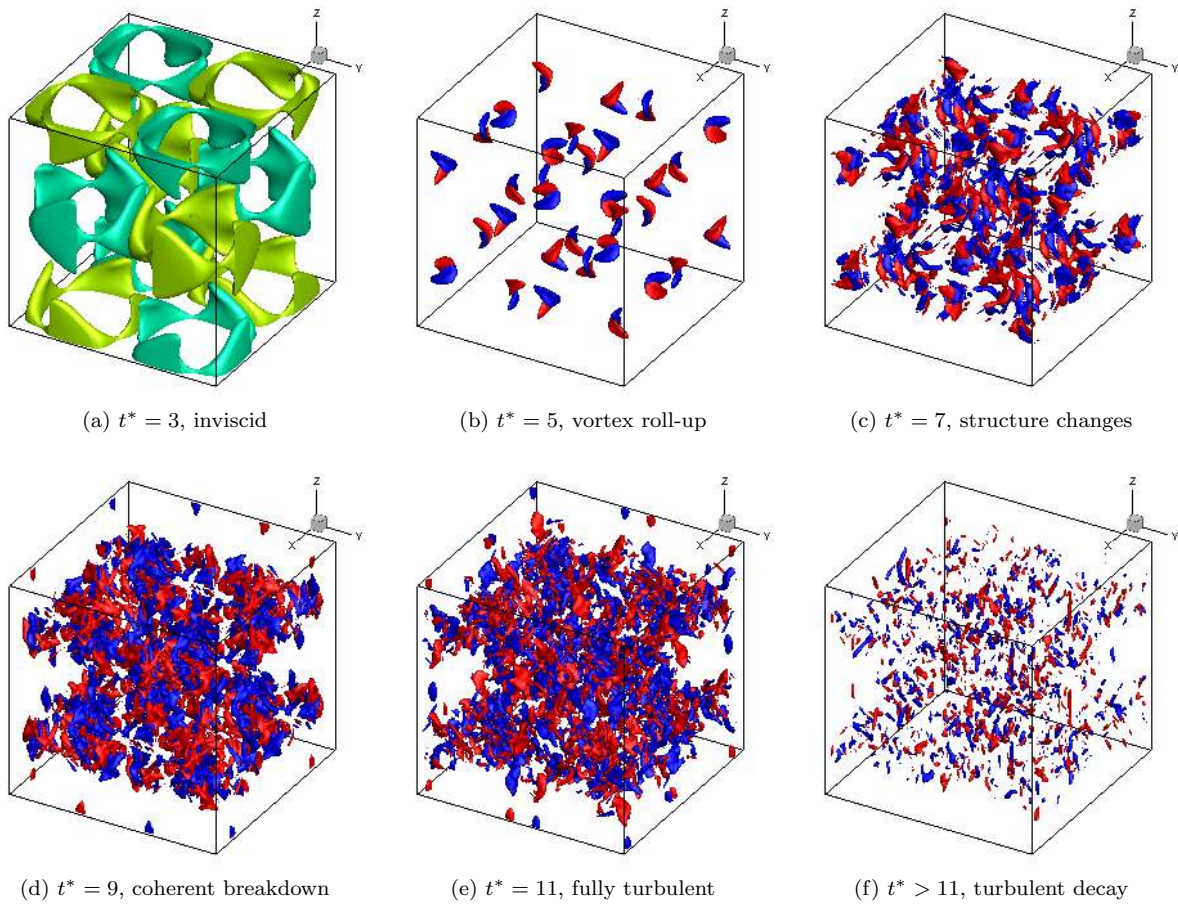 Z
X
Y
Z
X
Y
Z
X
Y
(a) t* = 3, inviscid
(b) t* = 5, vortex roll-up
(c) t* = 7, structure changes
Z
X
Y
Z
X
Y
Z
X
Y
(d) t* = 9, coherent breakdown
(e) t* = 11, fully turbulent
(f) t* > 11, turbulent decay